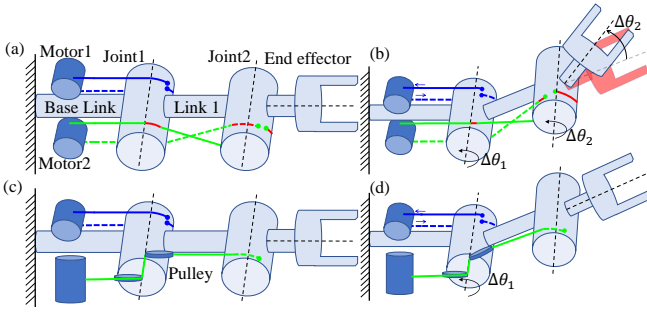 (a)
Motor1
Joint1
Joint2
End effector
Base Link
Link 1
Motor2
(b)
Δθ₂
Δθ₂
Δθ₁
(c)
Pulley
(d)
Δθ₁